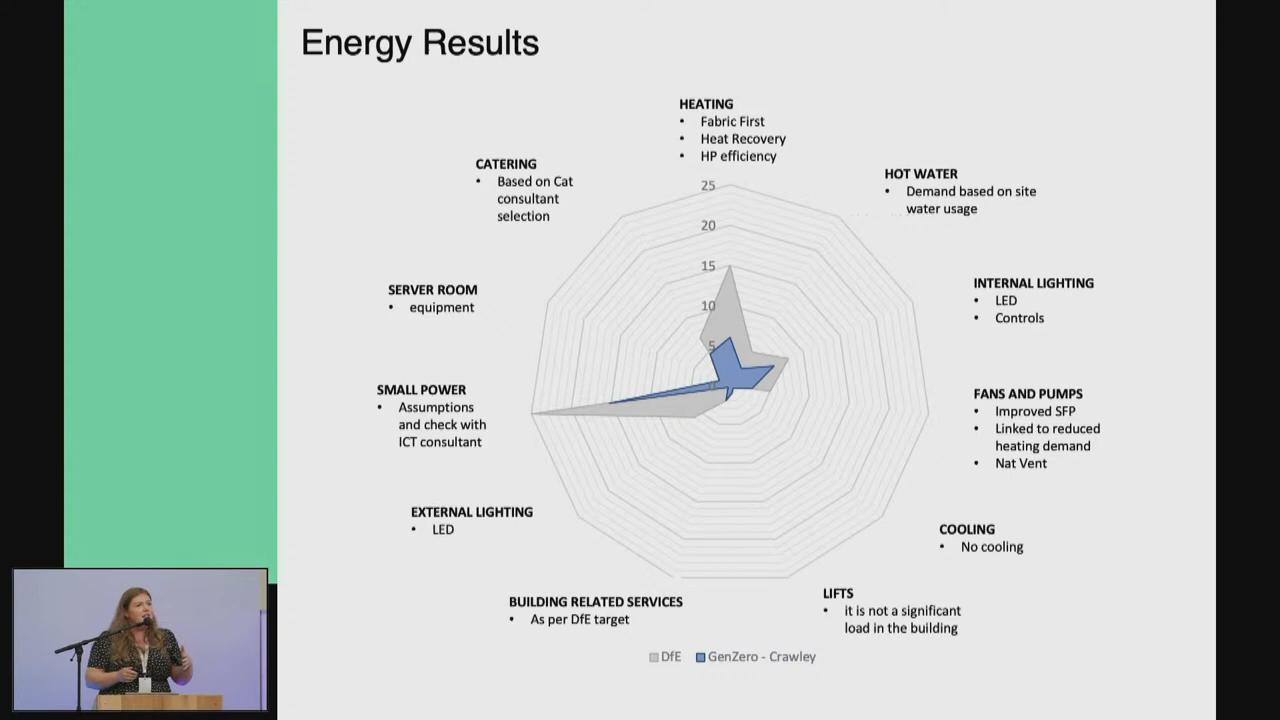 Energy Results
HEATING
• Fabric First
• Heat Recovery
• HP efficiency
CATERING
• Based on Cat
consultant
selection
HOT WATER
• Demand based on site
water usage
25
20
15
10
5
SERVER ROOM
• equipment
INTERNAL LIGHTING
• LED
• Controls
SMALL POWER
• Assumptions
and check with
ICT consultant
FANS AND PUMPS
• Improved SFP
• Linked to reduced
heating demand
• Nat Vent
EXTERNAL LIGHTING
• LED
COOLING
• No cooling
BUILDING RELATED SERVICES
• As per DfE target
LIFTS
• it is not a significant
load in the building
DfE
GenZero - Crawley